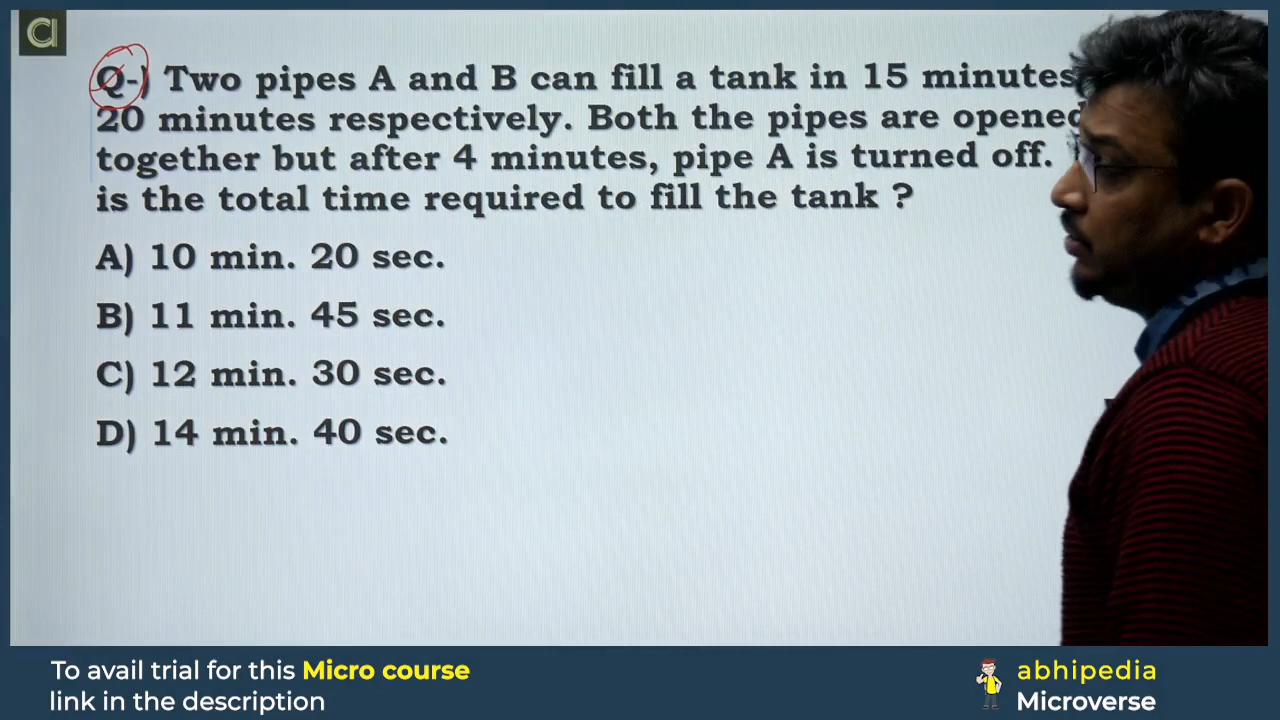 Q-) Two pipes A and B can fill a tank in 15 minutes
20 minutes respectively. Both the pipes are opened
together but after 4 minutes, pipe A is turned off.
is the total time required to fill the tank ?
A) 10 min. 20 sec.
B) 11 min. 45 sec.
C) 12 min. 30 sec.
D) 14 min. 40 sec.
To avail trial for this Micro course
link in the description
abhipedia
Microverse